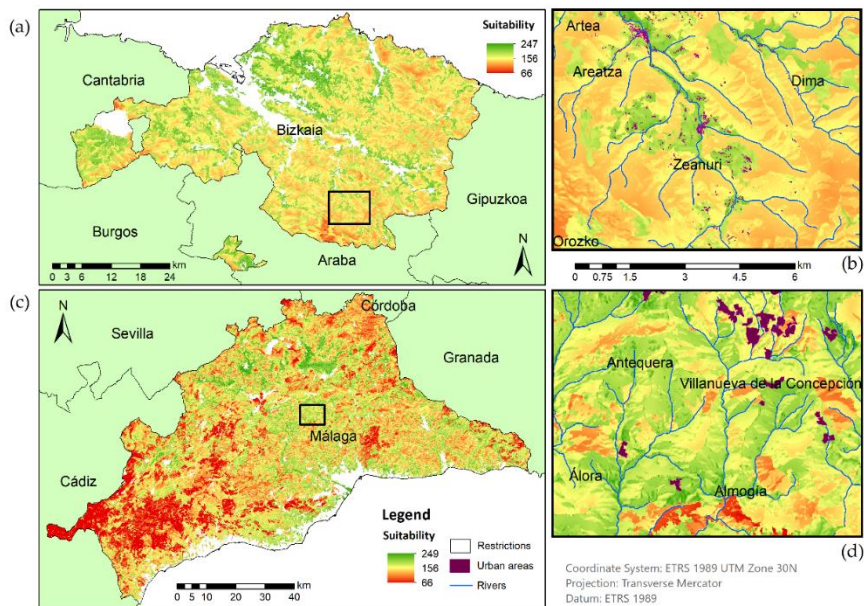 (a)
Suitability
247
156
66
Cantabria
Bizkaia
Gipuzkoa
Burgos
Araba
N
km
0 3 6 12 18 24
Artea
Areatza
Dima
Zeanuri
Orozko
(b)
km
0 0.75 1.5 3 4.5 6
(c)
N
Sevilla
Córdoba
Granada
Málaga
Cádiz
km
0 5 10 20 30 40
Legend
Suitability
249
156
66
Restrictions
Urban areas
Rivers
Antequera
Villanueva de la Concepción
Álora
Almogía
(d)
Coordinate System: ETRS 1989 UTM Zone 30N
Projection: Transverse Mercator
Datum: ETRS 1989